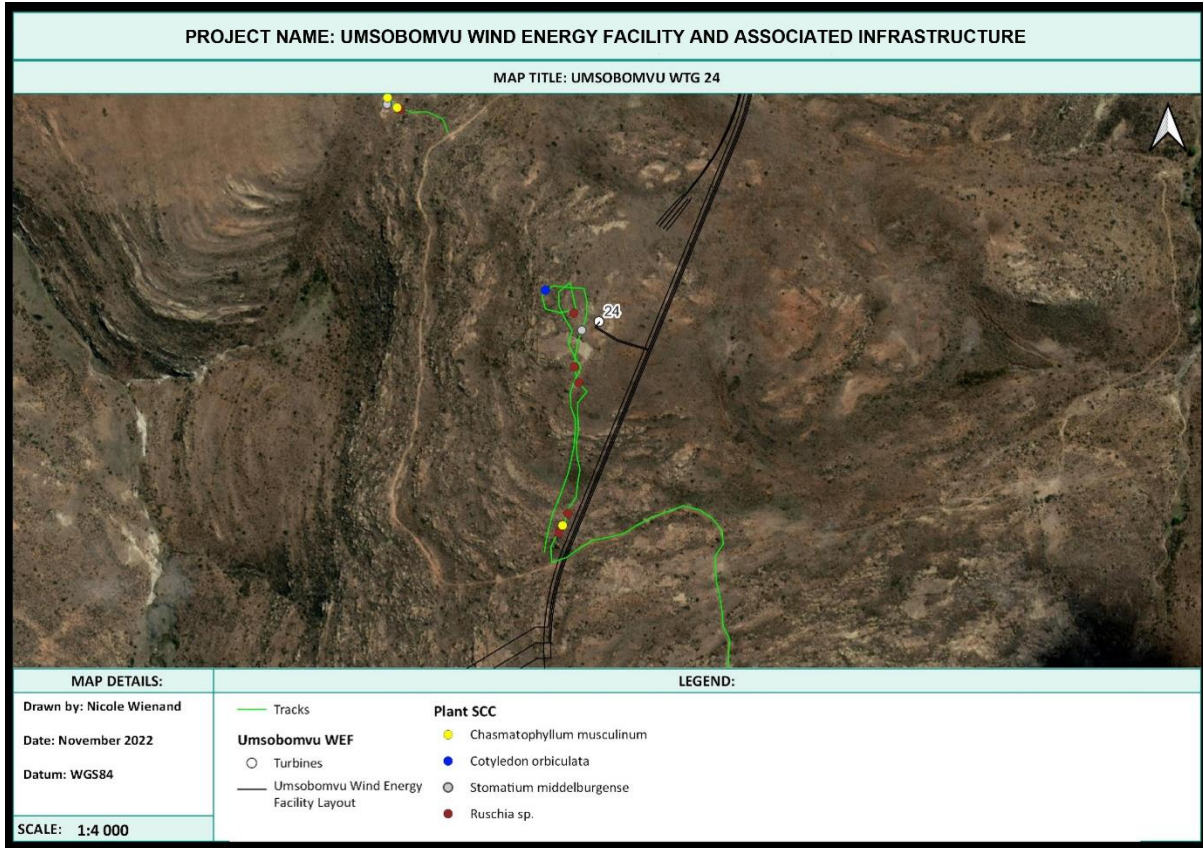 PROJECT NAME: UMSOBOMVU WIND ENERGY FACILITY AND ASSOCIATED INFRASTRUCTURE
MAP TITLE: UMSOBOMVU WTG 24
24
MAP DETAILS:
Drawn by: Nicole Wienand
Date: November 2022
Datum: WGS84
SCALE: 1:4 000
LEGEND:
Tracks
Umsobomvu WEF
Turbines
Umsobomvu Wind Energy
Facility Layout
Plant SCC
Chasmatophyllum musculinum
Cotyledon orbiculata
Stomatium middelburgense
Ruschia sp.